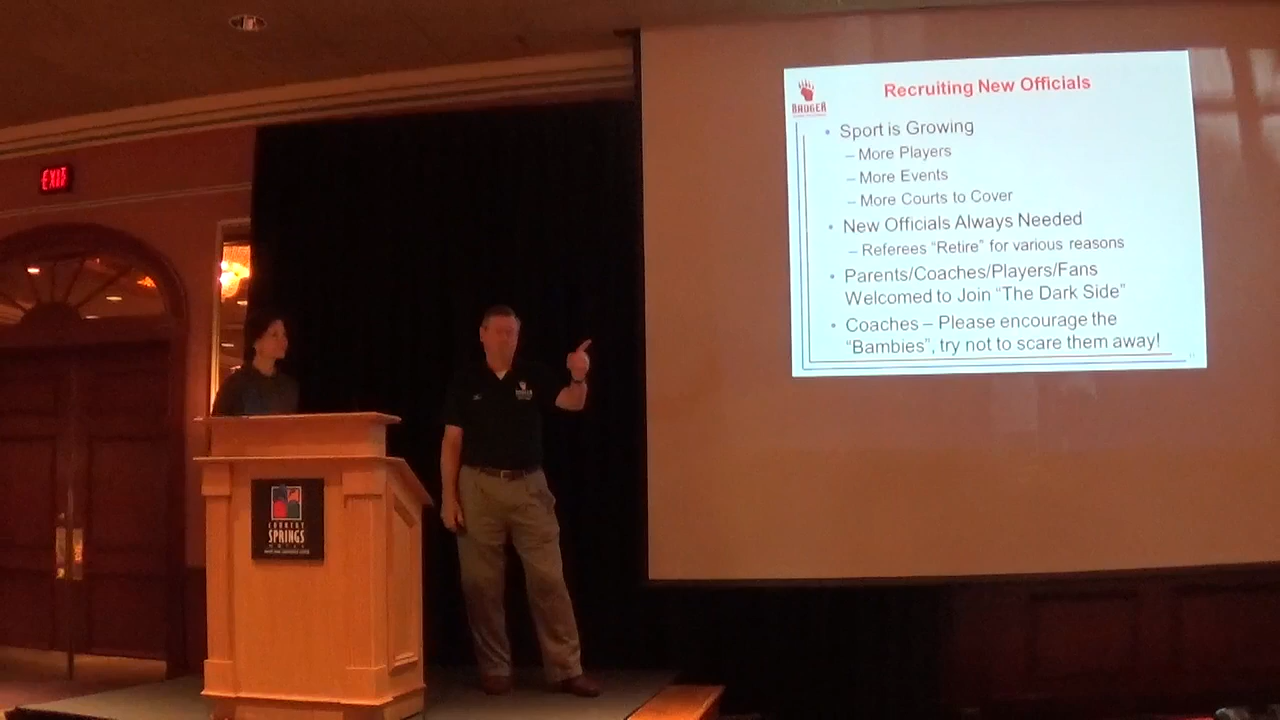 EXIT
BADGER
Recruiting New Officials
• Sport is Growing
– More Players
– More Events
– More Courts to Cover
• New Officials Always Needed
– Referees “Retire” for various reasons
• Parents/Coaches/Players/Fans
Welcomed to Join “The Dark Side”
• Coaches – Please encourage the
“Bambies”, try not to scare them away!
BADGER
COUNTRY
SPRINGS
HOTEL